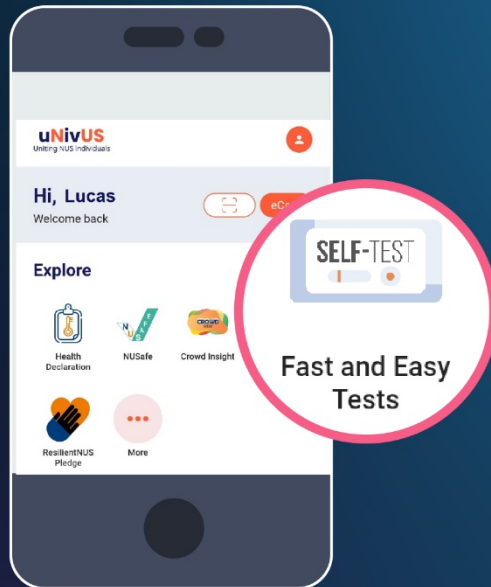 uNivUS
Uniting NUS Individuals
Hi, Lucas
Welcome back
Explore
Health
Declaration
NUSafe
Crowd Insight
ResilientNUS
Pledge
More
SELF-TEST
Fast and Easy
Tests